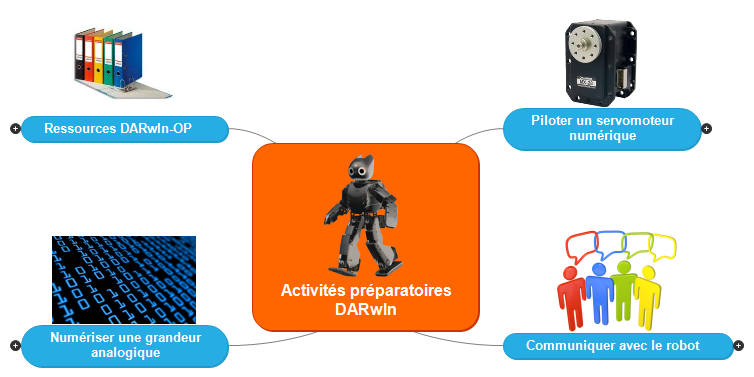 Ressources DARwIn-OP
Piloter un servomoteur
numérique
Activités préparatoires
DARwIn
Numériser une grandeur
analogique
Communiquer avec le robot